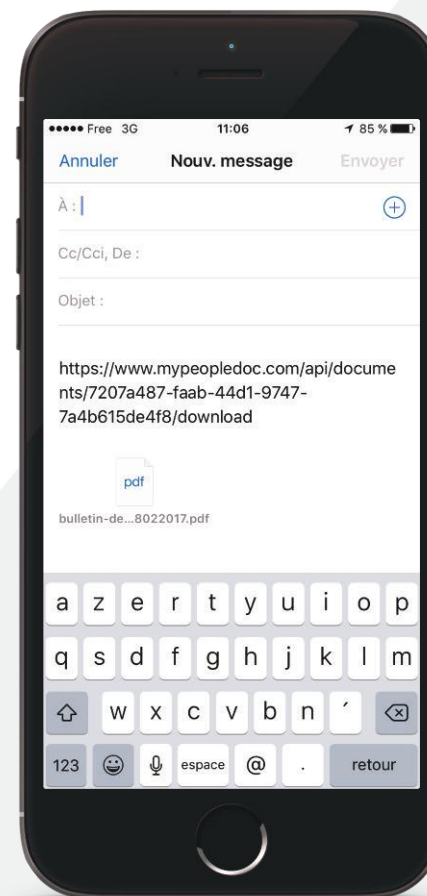 Free 3G 11:06 85 %
Annuler Nouv. message Envoyer
À :
Cc/Cci, De :
Objet :
https://www.mypeopledoc.com/api/docume
nts/7207a487-faab-44d1-9747-
7a4b615de4f8/download
pdf
bulletin-de...8022017.pdf
a z e r t y u i o p
q s d f g h j k l m
w x c v b n ´
123 espace @ . retour